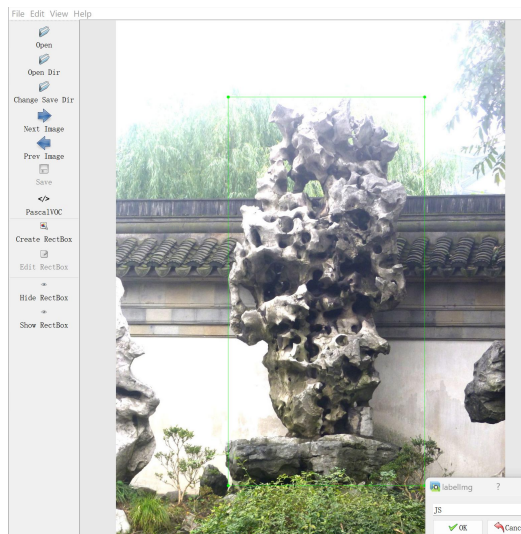 File Edit View Help
Open
Open Dir
Change Save Dir
Next Image
Prev Image
Save
</>
PascalVOC
Create RectBox
Edit RectBox
Hide RectBox
Show RectBox
labelImg ?
JS
OK Canc